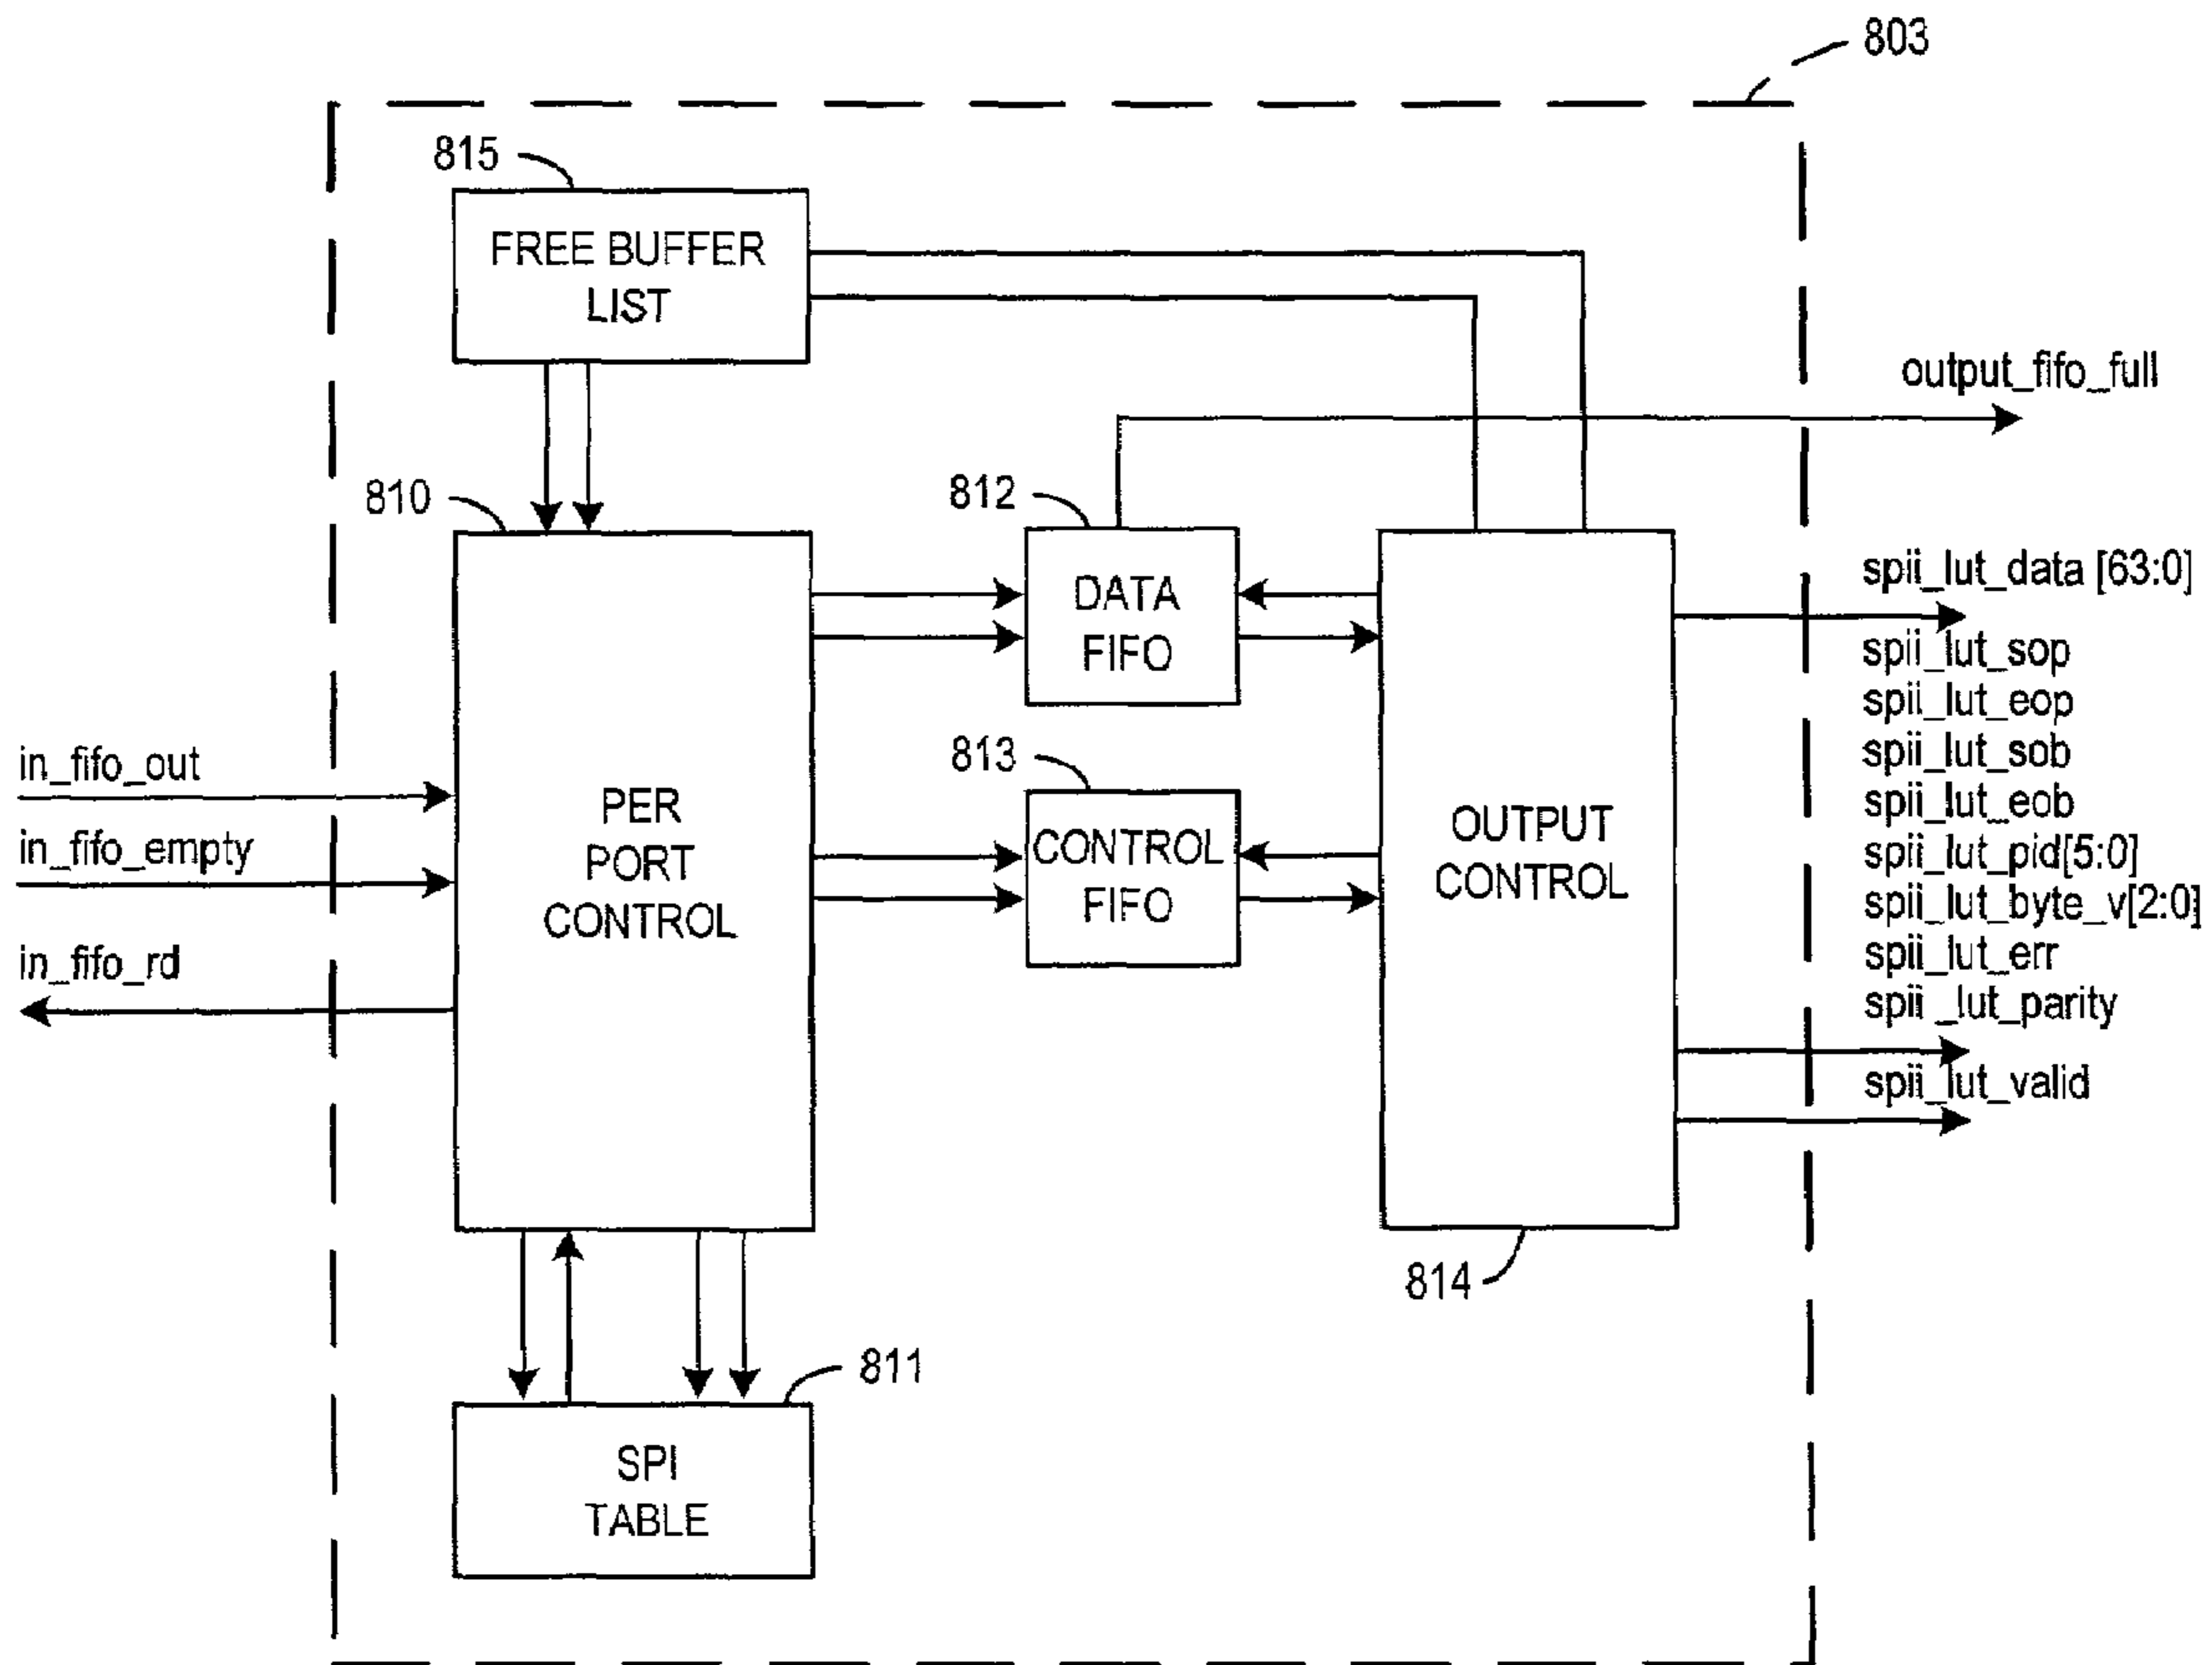 803
815
FREE BUFFER
LIST
output_fifo_full
810
812
DATA
FIFO
spii_lut_data [63:0]
spii_lut_sop
spii_lut_eop
spii_lut_sob
spii_lut_eob
spii_lut_pid[5:0]
spii_lut_byte_v[2:0]
spii_lut_err
spii _lut_parity
spii_lut_valid
in_fifo_out
in_fifo_empty
in_fifo_rd
PER
PORT
CONTROL
813
CONTROL
FIFO
OUTPUT
CONTROL
814
811
SPI
TABLE